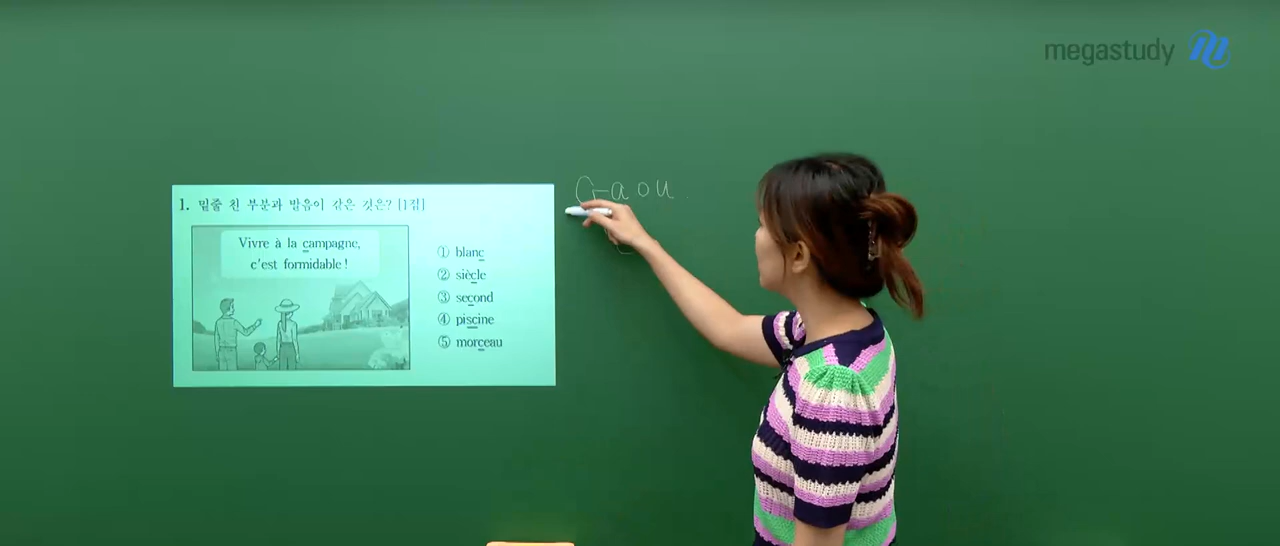 megastudy
C-a o u
1. 밑줄 친 부분과 발음이 같은 것은? [1점]
Vivre à la campagne,
c'est formidable !
① blanc
② siècle
③ second
④ piscine
⑤ morceau